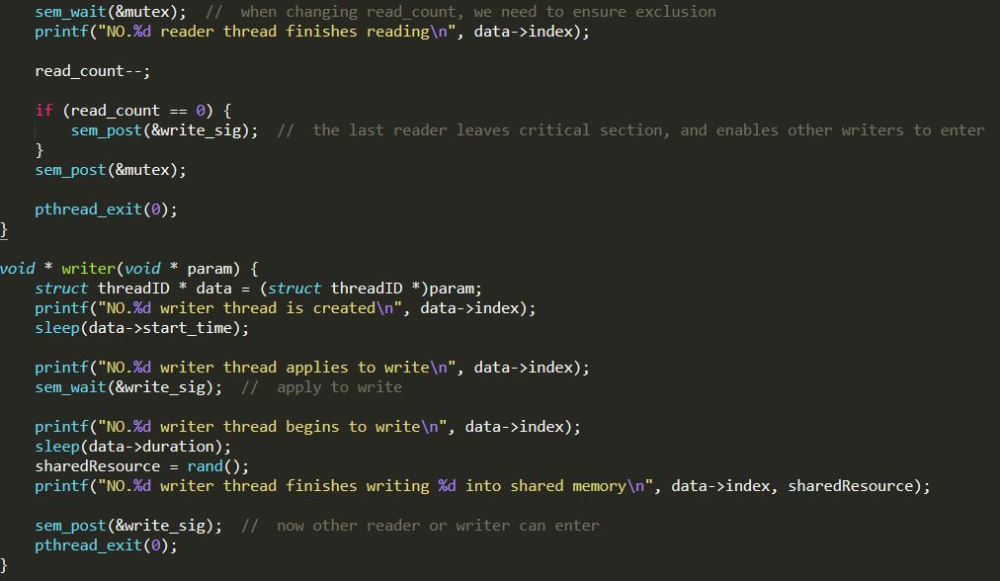 sem_wait(&mutex);  //  when changing read_count, we need to ensure exclusion
printf("NO.%d reader thread finishes reading\n", data->index);
read_count--;
if (read_count == 0) {
sem_post(&write_sig);  //  the last reader leaves critical section, and enables other writers to enter
}
sem_post(&mutex);
pthread_exit(0);
}
void * writer(void * param) {
struct threadID * data = (struct threadID *)param;
printf("NO.%d writer thread is created\n", data->index);
sleep(data->start_time);
printf("NO.%d writer thread applies to write\n", data->index);
sem_wait(&write_sig);  //  apply to write
printf("NO.%d writer thread begins to write\n", data->index);
sleep(data->duration);
sharedResource = rand();
printf("NO.%d writer thread finishes writing %d into shared memory\n", data->index, sharedResource);
sem_post(&write_sig);  //  now other reader or writer can enter
pthread_exit(0);
}